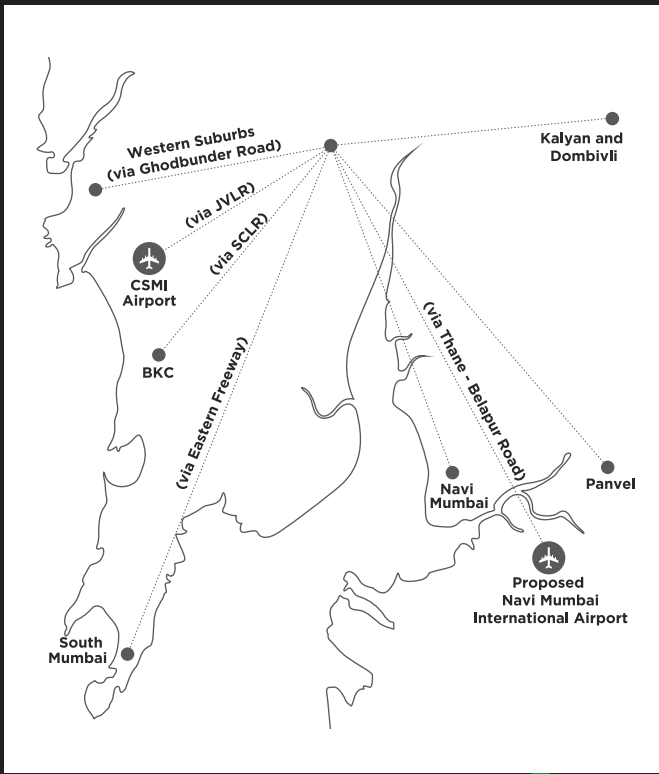 Western Suburbs
(via Ghodbunder Road)
Kalyan and
Dombivli
(via JVLR)
(via SCLR)
CSMI
Airport
BKC
(via Eastern Freeway)
(via Thane - Belapur Road)
Navi
Mumbai
Panvel
Proposed
Navi Mumbai
International Airport
South
Mumbai